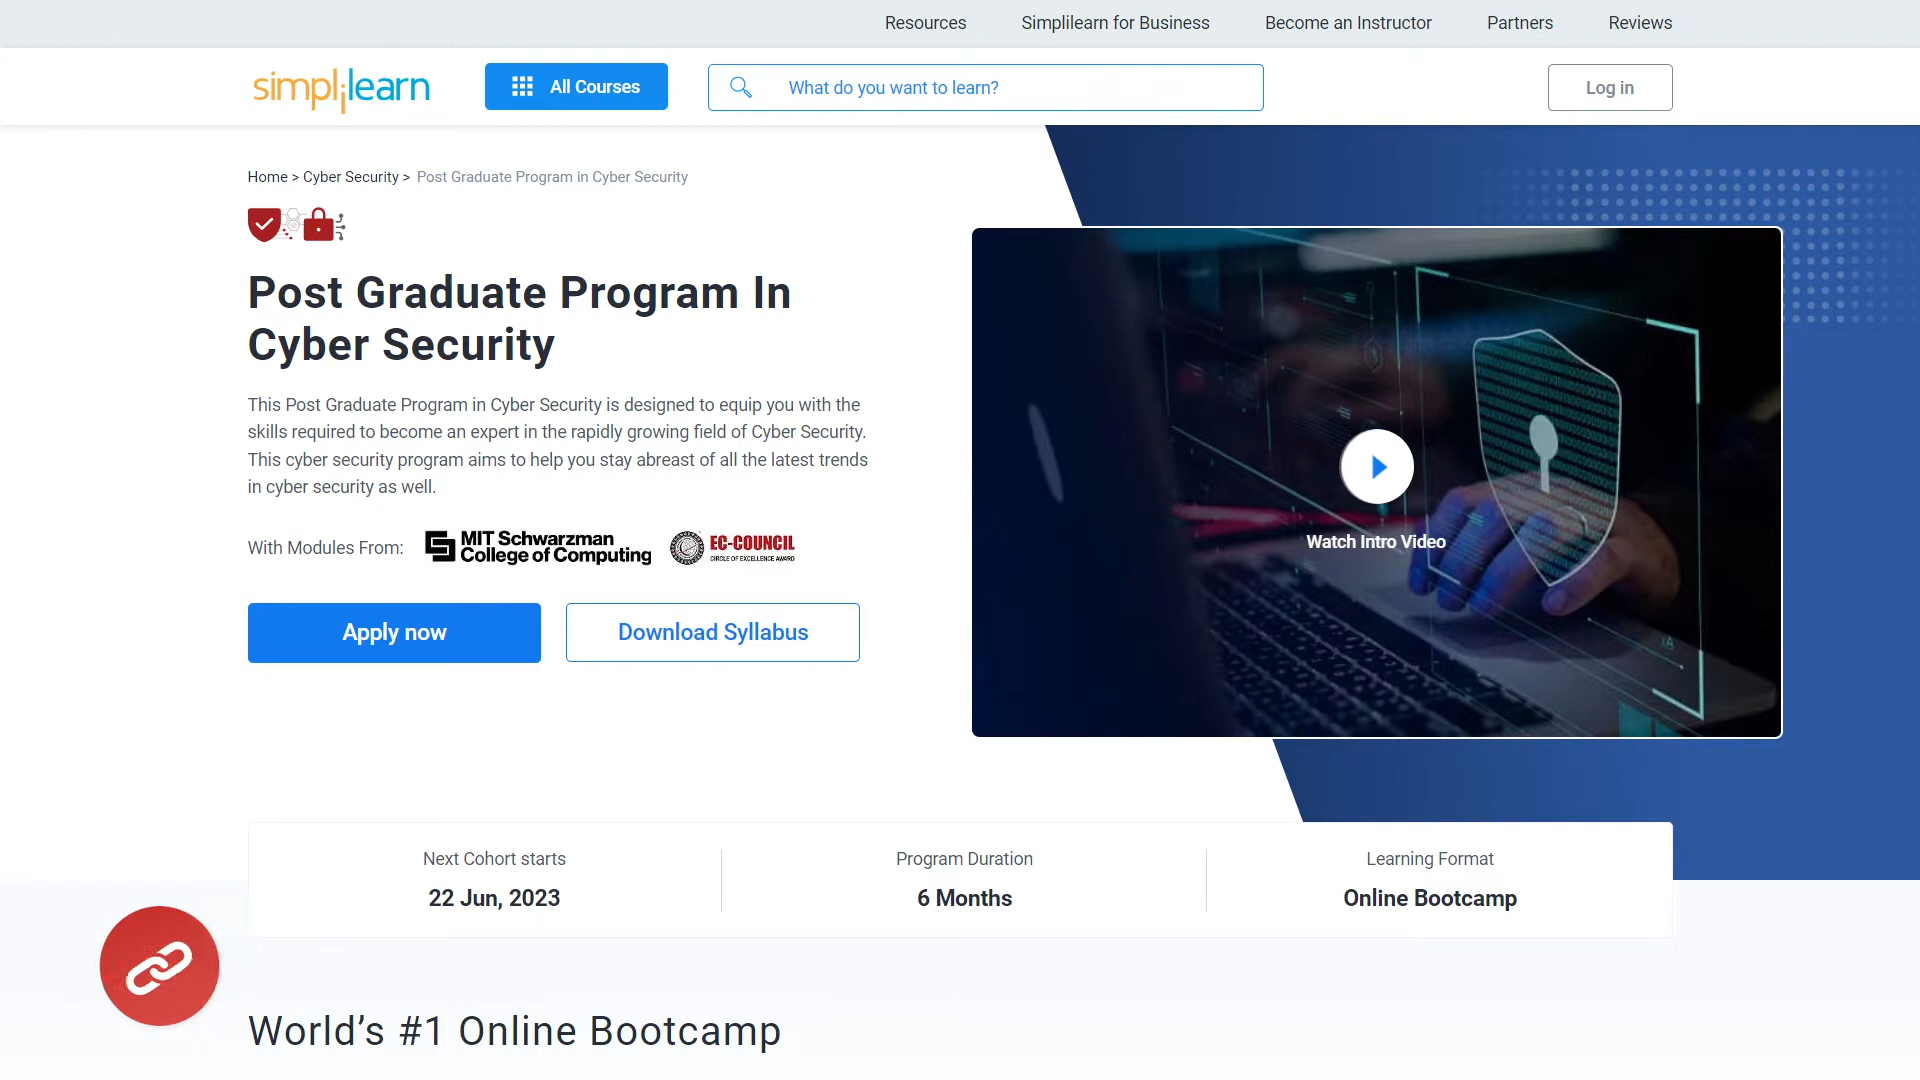 Resources Simplilearn for Business Become an Instructor Partners Reviews
simplilearn All Courses What do you want to learn? Log in
Home > Cyber Security > Post Graduate Program in Cyber Security
Post Graduate Program In
Cyber Security
This Post Graduate Program in Cyber Security is designed to equip you with the
skills required to become an expert in the rapidly growing field of Cyber Security.
This cyber security program aims to help you stay abreast of all the latest trends
in cyber security as well.
With Modules From: MIT Schwarzman
College of Computing
EC-COUNCIL
CIRCLE OF EXCELLENCE AWARD
Apply now Download Syllabus
Watch Intro Video
Next Cohort starts Program Duration Learning Format
22 Jun, 2023 6 Months Online Bootcamp
World's #1 Online Bootcamp